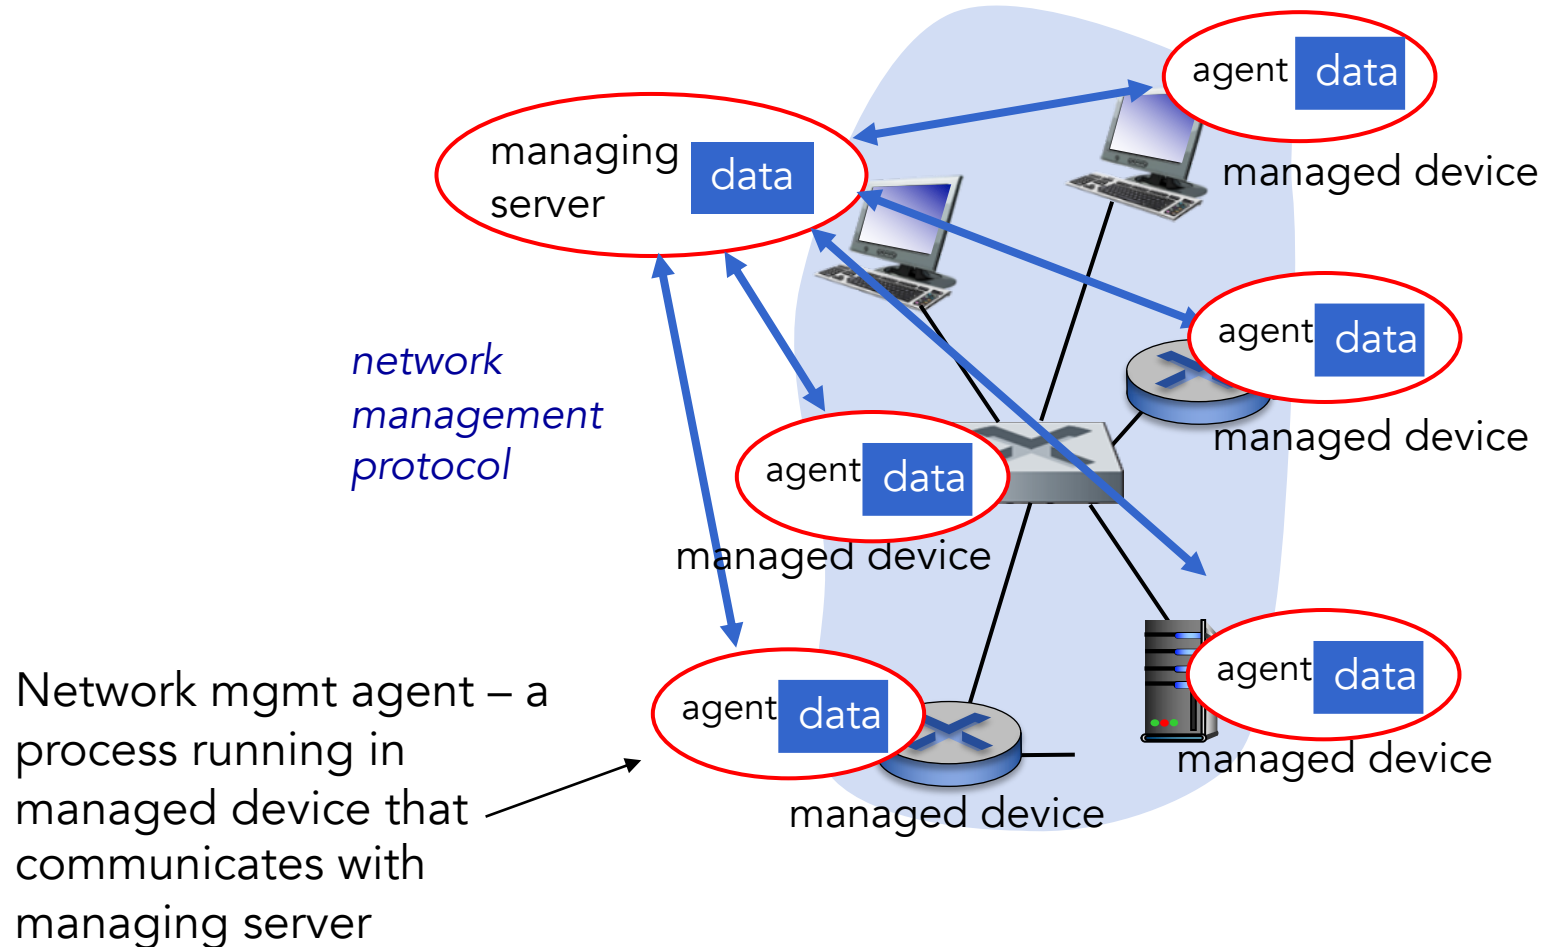 agent data
managed device
managing
server
data
agent data
managed device
network
management
protocol
agent data
managed device
agent data
managed device
agent data
managed device
Network mgmt agent – a
process running in
managed device that
communicates with
managing server